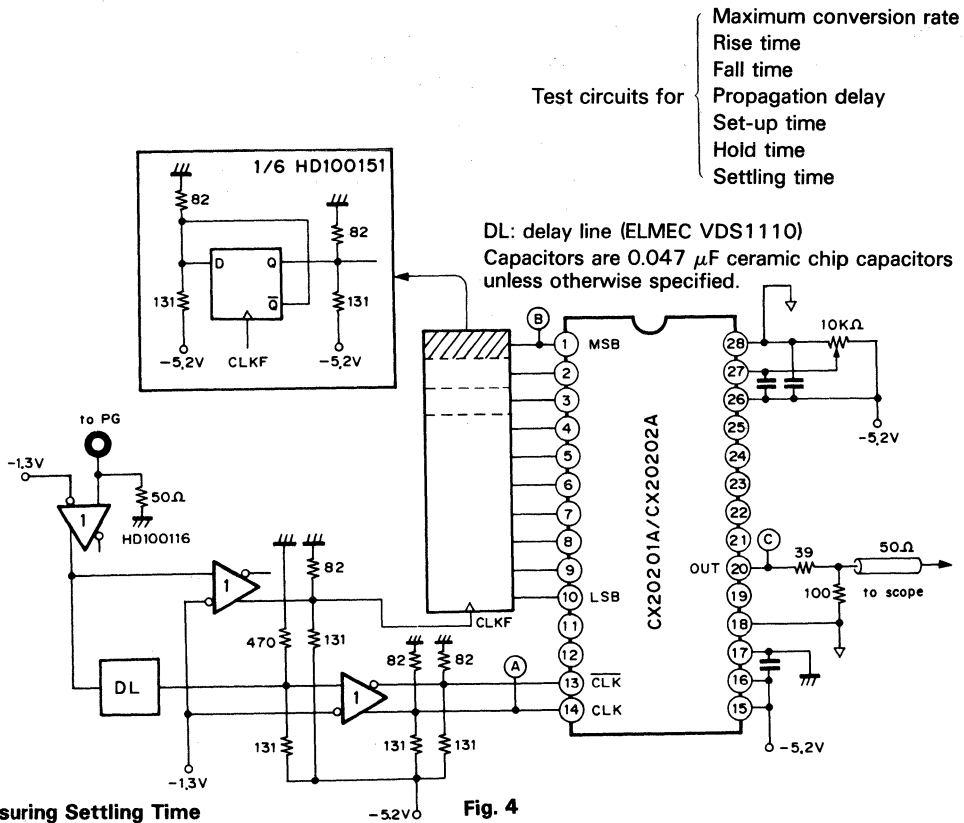 Maximum conversion rate
Rise time
Fall time
Test circuits for
Propagation delay
Set-up time
Hold time
Settling time
1/6 HD100151
82
82
D
Q
Q̅
131
131
-5,2V
CLKF
-5,2V
DL: delay line (ELMEC VDS1110)
Capacitors are 0.047 μF ceramic chip capacitors
unless otherwise specified.
B
1
MSB
2
3
4
5
6
7
8
9
10
LSB
11
12
13
C̅L̅K̅
14
CLK
CX20201A/CX20202A
28
27
26
25
24
23
22
21
OUT
20
19
18
17
16
15
10KΩ
-5,2V
C
39
50Ω
100
to scope
-5,2V
to PG
-1.3V
50Ω
1
HD100116
1
82
CLKF
470
131
82
82
A
DL
1
131
131
131
-1.3V
-5.2V
suring Settling Time
Fig. 4